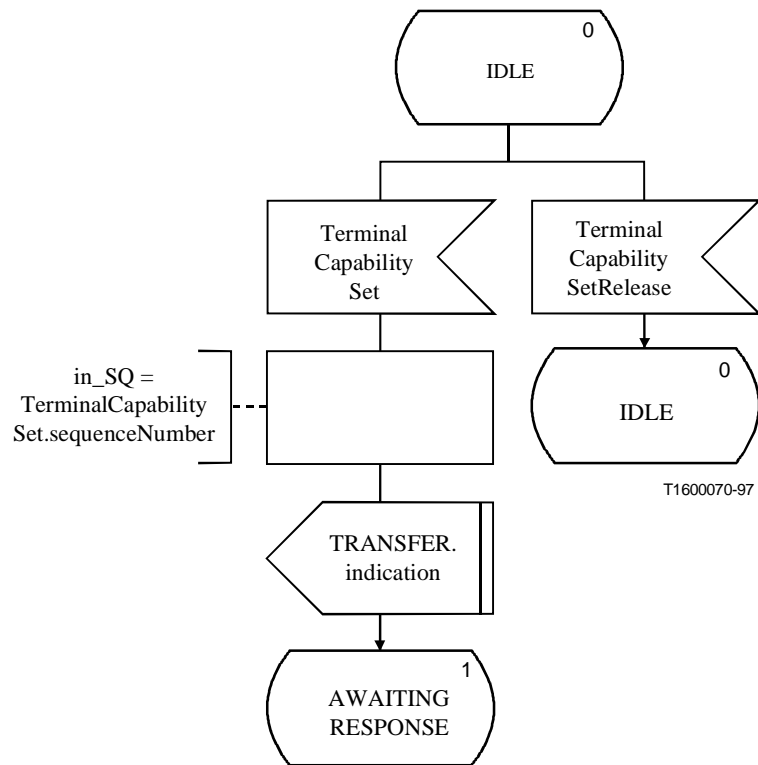 0
IDLE
Terminal
Capability
Set
Terminal
Capability
SetRelease
in_SQ =
TerminalCapability
Set.sequenceNumber
0
IDLE
T1600070-97
TRANSFER.
indication
1
AWAITING
RESPONSE